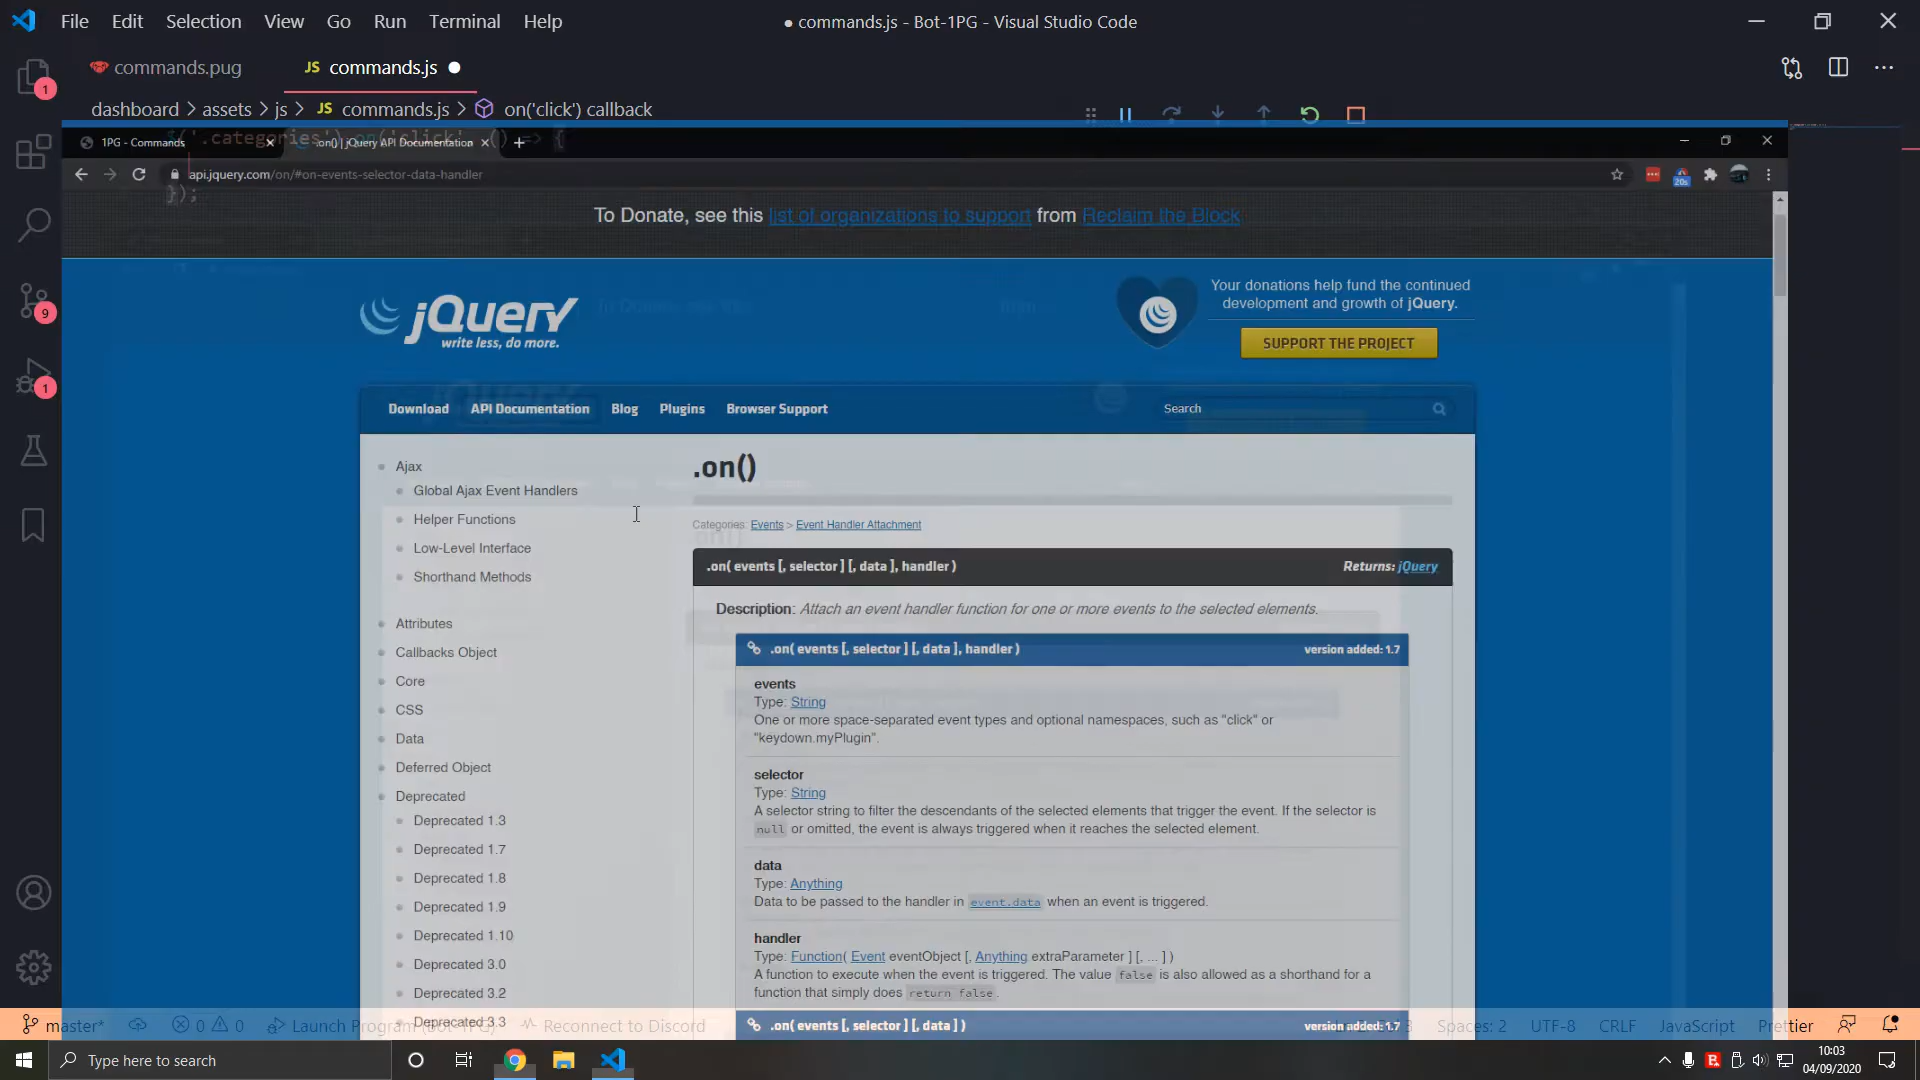 File Edit Selection View Go Run Terminal Help
● commands.js - Bot-1PG - Visual Studio Code
commands.pug
JS commands.js
dashboard > assets > js > JS commands.js > on('click') callback
$('.categories').on('click', () => {
1PG - Commands
.on() | jQuery API Documentation
api.jquery.com/on/#on-events-selector-data-handler
});
To Donate, see this list of organizations to support from Reclaim the Block
jQuery
write less, do more.
Your donations help fund the continued
development and growth of jQuery.
SUPPORT THE PROJECT
Download API Documentation Blog Plugins Browser Support
Search
Ajax
Global Ajax Event Handlers
Helper Functions
Low-Level Interface
Shorthand Methods
Attributes
Callbacks Object
Core
CSS
Data
Deferred Object
Deprecated
Deprecated 1.3
Deprecated 1.7
Deprecated 1.8
Deprecated 1.9
Deprecated 1.10
Deprecated 3.0
Deprecated 3.2
Deprecated 3.3
.on()
Categories: Events > Event Handler Attachment
.on( events [, selector ] [, data ], handler )
Returns: jQuery
Description: Attach an event handler function for one or more events to the selected elements.
.on( events [, selector ] [, data ], handler )
version added: 1.7
events
Type: String
One or more space-separated event types and optional namespaces, such as "click" or
"keydown.myPlugin".
selector
Type: String
A selector string to filter the descendants of the selected elements that trigger the event. If the selector is
null or omitted, the event is always triggered when it reaches the selected element.
data
Type: Anything
Data to be passed to the handler in event.data when an event is triggered.
handler
Type: Function( Event eventObject [, Anything extraParameter ] [, ... ] )
A function to execute when the event is triggered. The value false is also allowed as a shorthand for a
function that simply does return false.
.on( events [, selector ] [, data ] )
version added: 1.7
1
9
1
20s
master* 0 0 Launch Program (Bot-1PG) Reconnect to Discord
Spaces: 2 UTF-8 CRLF JavaScript Prettier
Type here to search
10:03
04/09/2020